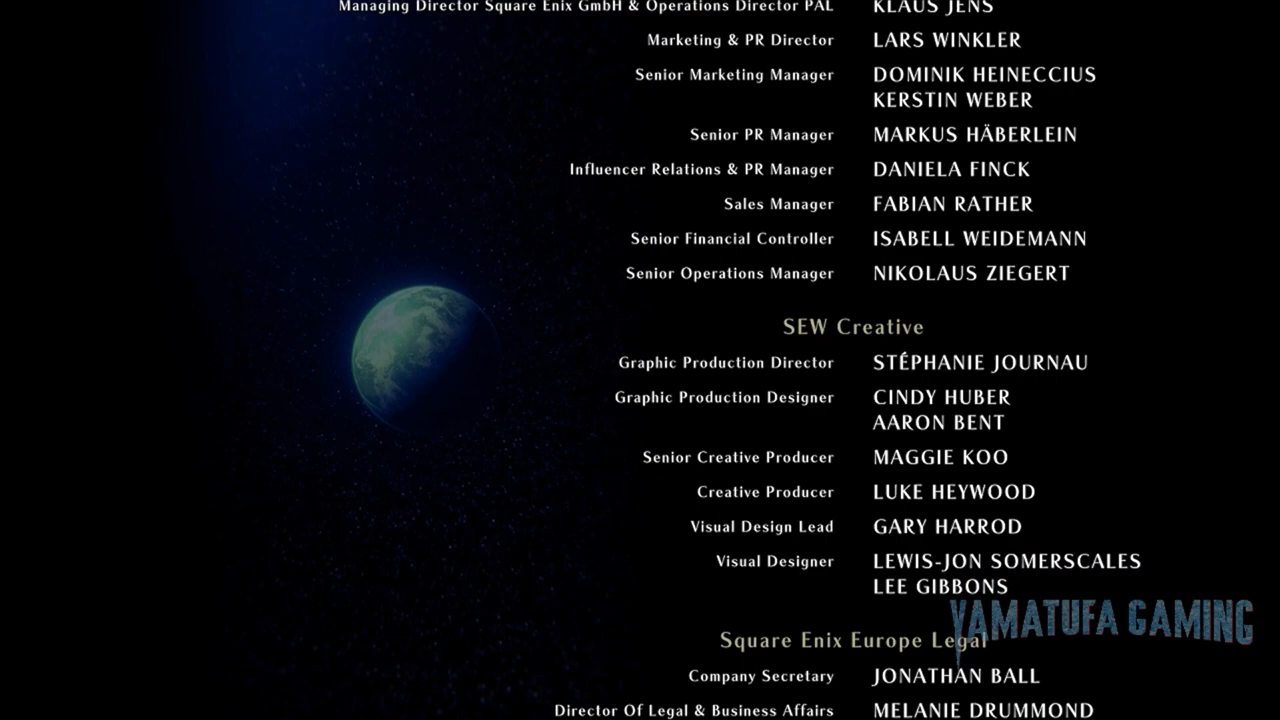 Managing Director Square Enix GmbH & Operations Director PAL KLAUS JENS
Marketing & PR Director LARS WINKLER
Senior Marketing Manager DOMINIK HEINECCIUS
KERSTIN WEBER
Senior PR Manager MARKUS HÄBERLEIN
Influencer Relations & PR Manager DANIELA FINCK
Sales Manager FABIAN RATHER
Senior Financial Controller ISABELL WEIDEMANN
Senior Operations Manager NIKOLAUS ZIEGERT
SEW Creative
Graphic Production Director STÉPHANIE JOURNAU
Graphic Production Designer CINDY HUBER
AARON BENT
Senior Creative Producer MAGGIE KOO
Creative Producer LUKE HEYWOOD
Visual Design Lead GARY HARROD
Visual Designer LEWIS-JON SOMERSCALES
LEE GIBBONS
YAMATUFA GAMING
Square Enix Europe Legal
Company Secretary JONATHAN BALL
Director Of Legal & Business Affairs MELANIE DRUMMOND